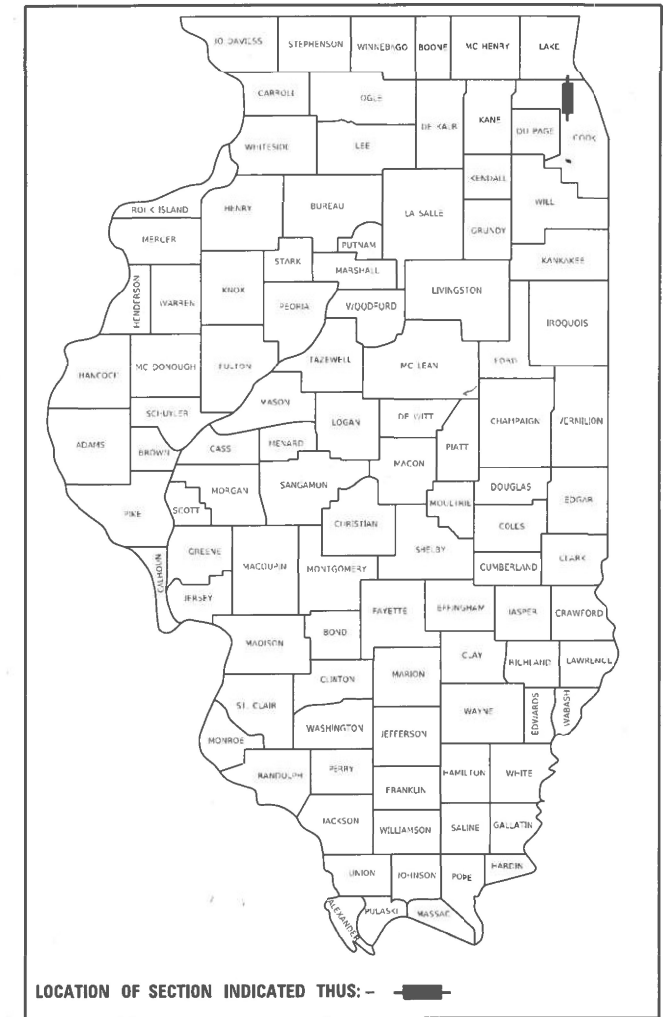 JO DAVIESS STEPHENSON WINNEBAGO BOONE MC HENRY LAKE
CARROLL OGLE DE KALB KANE DU PAGE COOK
WHITESIDE LEE
KENDALL
ROCK ISLAND HENRY BUREAU LA SALLE WILL
GRUNDY
MERCER PUTNAM
STARK MARSHALL KANKAKEE
HENDERSON WARREN KNOX PEORIA WOODFORD LIVINGSTON
IROQUOIS
HANCOCK MC DONOUGH FULTON TAZEWELL MC LEAN FORD
MASON
SCHUYLER LOGAN DE WITT CHAMPAIGN VERMILION
ADAMS BROWN CASS MENARD PIATT
MACON
MORGAN SANGAMON DOUGLAS
PIKE SCOTT CHRISTIAN MOULTRIE COLES EDGAR
GREENE SHELBY
CALHOUN MACOUPIN MONTGOMERY CUMBERLAND CLARK
JERSEY
FAYETTE EFFINGHAM JASPER CRAWFORD
MADISON BOND
CLAY RICHLAND LAWRENCE
CLINTON MARION
ST. CLAIR WAYNE EDWARDS WABASH
WASHINGTON JEFFERSON
MONROE
RANDOLPH PERRY HAMILTON WHITE
FRANKLIN
JACKSON WILLIAMSON SALINE GALLATIN
UNION JOHNSON POPE HARDIN
ALEXANDER PULASKI MASSAC
LOCATION OF SECTION INDICATED THUS: –